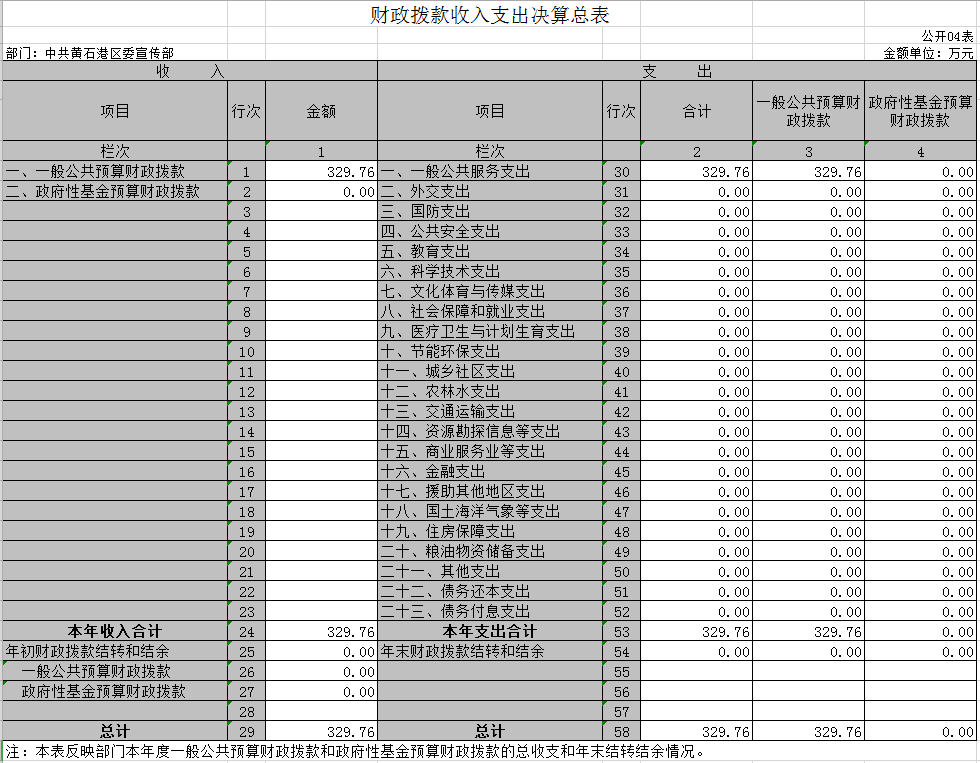 财政拨款收入支出决算总表
公开04表
部门：中共黄石港区委宣传部 金额单位：万元
收 入 支 出
项目 行次 金额 项目 行次 合计 一般公共预算财政拨款 政府性基金预算财政拨款
栏次 1 栏次 2 3 4
一、一般公共预算财政拨款 1 329.76 一、一般公共服务支出 30 329.76 329.76 0.00
二、政府性基金预算财政拨款 2 0.00 二、外交支出 31 0.00 0.00 0.00
3 三、国防支出 32 0.00 0.00 0.00
4 四、公共安全支出 33 0.00 0.00 0.00
5 五、教育支出 34 0.00 0.00 0.00
6 六、科学技术支出 35 0.00 0.00 0.00
7 七、文化体育与传媒支出 36 0.00 0.00 0.00
8 八、社会保障和就业支出 37 0.00 0.00 0.00
9 九、医疗卫生与计划生育支出 38 0.00 0.00 0.00
10 十、节能环保支出 39 0.00 0.00 0.00
11 十一、城乡社区支出 40 0.00 0.00 0.00
12 十二、农林水支出 41 0.00 0.00 0.00
13 十三、交通运输支出 42 0.00 0.00 0.00
14 十四、资源勘探信息等支出 43 0.00 0.00 0.00
15 十五、商业服务业等支出 44 0.00 0.00 0.00
16 十六、金融支出 45 0.00 0.00 0.00
17 十七、援助其他地区支出 46 0.00 0.00 0.00
18 十八、国土海洋气象等支出 47 0.00 0.00 0.00
19 十九、住房保障支出 48 0.00 0.00 0.00
20 二十、粮油物资储备支出 49 0.00 0.00 0.00
21 二十一、其他支出 50 0.00 0.00 0.00
22 二十二、债务还本支出 51 0.00 0.00 0.00
23 二十三、债务付息支出 52 0.00 0.00 0.00
本年收入合计 24 329.76 本年支出合计 53 329.76 329.76 0.00
年初财政拨款结转和结余 25 0.00 年末财政拨款结转和结余 54 0.00 0.00 0.00
一般公共预算财政拨款 26 0.00 55
政府性基金预算财政拨款 27 0.00 56
28 57
总计 29 329.76 总计 58 329.76 329.76 0.00
注：本表反映部门本年度一般公共预算财政拨款和政府性基金预算财政拨款的总收支和年末结转结余情况。